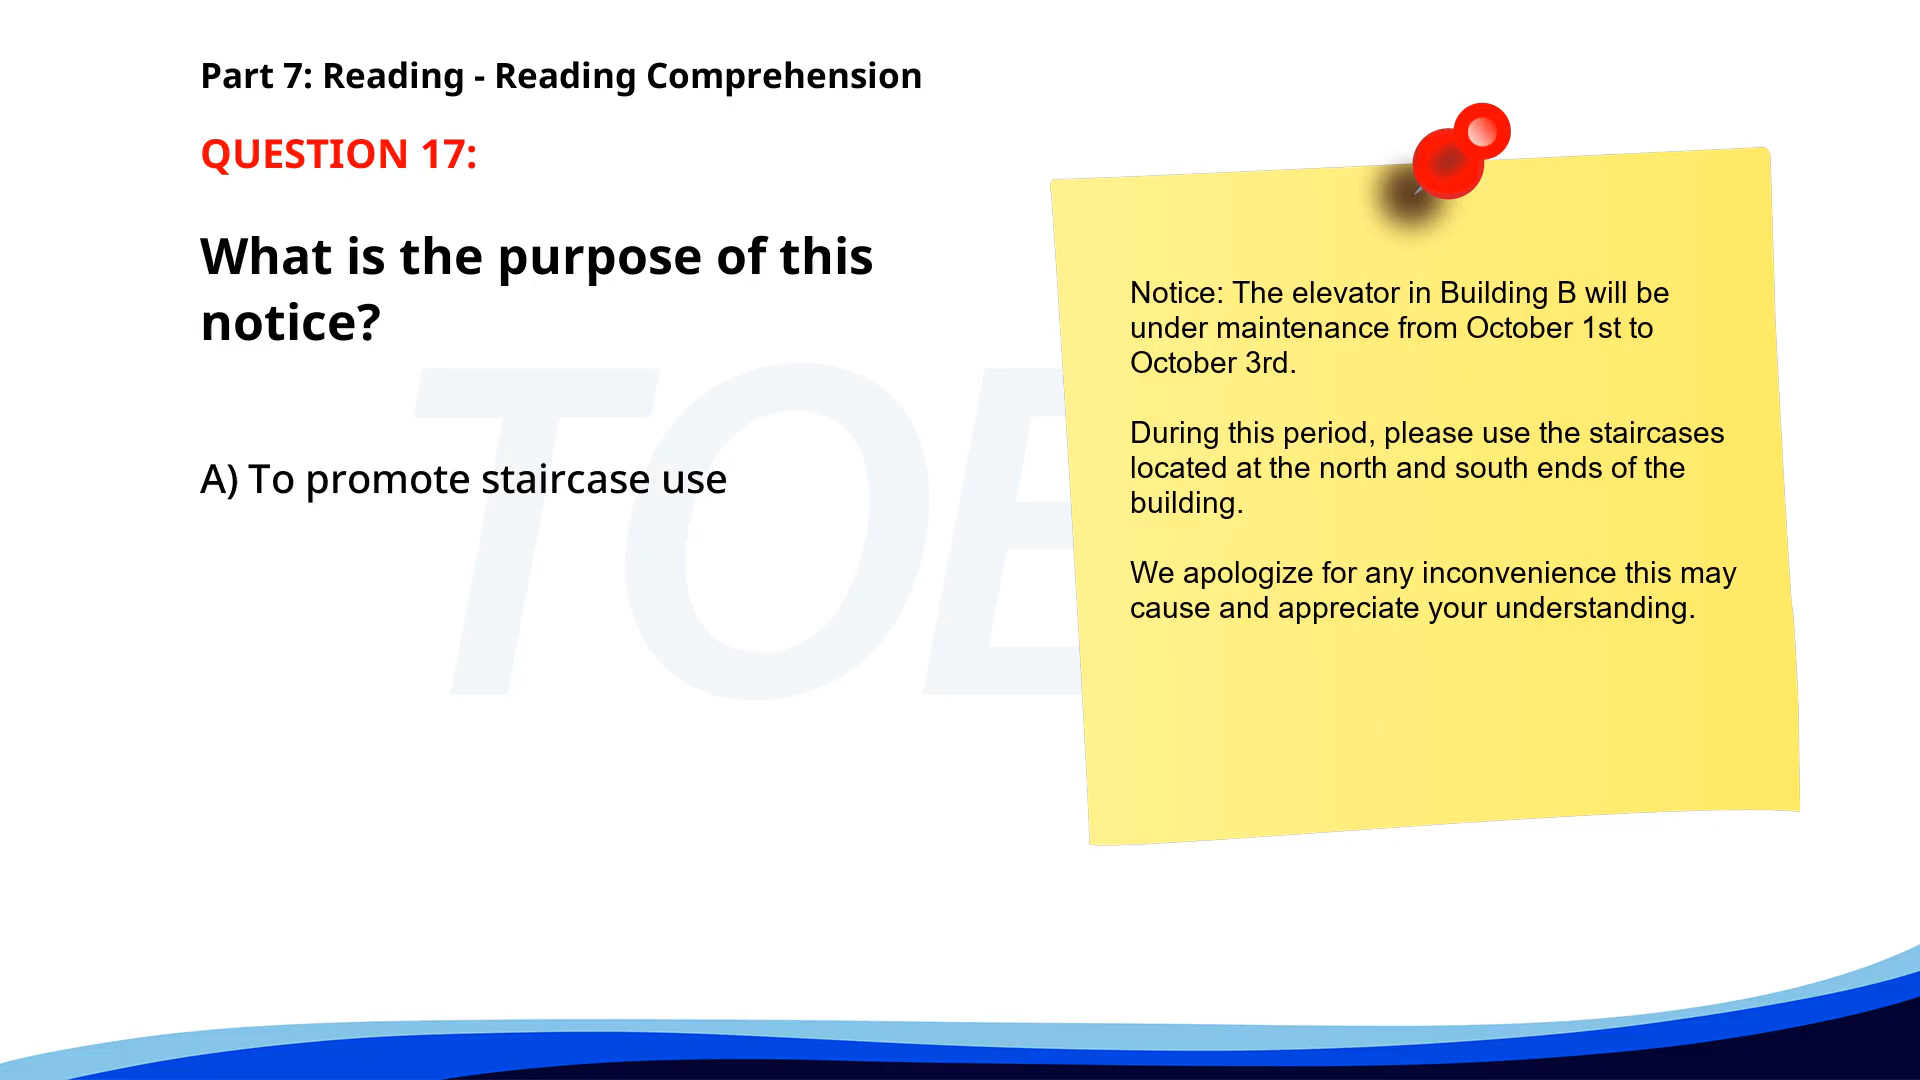 Part 7: Reading - Reading Comprehension
QUESTION 17:
What is the purpose of this
notice?
A) To promote staircase use
Notice: The elevator in Building B will be
under maintenance from October 1st to
October 3rd.
During this period, please use the staircases
located at the north and south ends of the
building.
We apologize for any inconvenience this may
cause and appreciate your understanding.
TOE